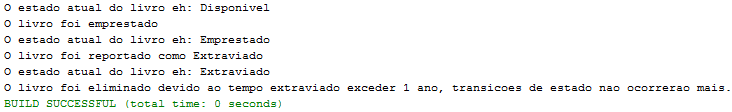 O estado atual do livro eh: Disponivel
O livro foi emprestado
O estado atual do livro eh: Emprestado
O livro foi reportado como Extraviado
O estado atual do livro eh: Extraviado
O livro foi eliminado devido ao tempo extraviado exceder 1 ano, transicoes de estado nao ocorrerao mais.
BUILD SUCCESSFUL (total time: 0 seconds)